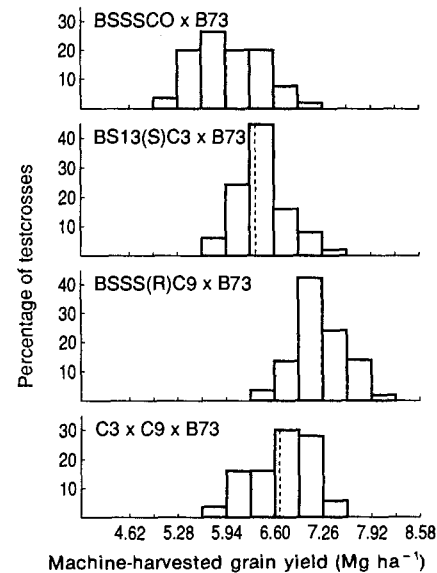 BSSSCO x B73
30
20
10
BS13(S)C3 x B73
40
30
20
10
BSSS(R)C9 x B73
40
30
20
10
C3 x C9 x B73
30
20
10
Percentage of testcrosses
4.62 5.28 5.94 6.60 7.26 7.92 8.58
Machine-harvested grain yield (Mg ha⁻¹)